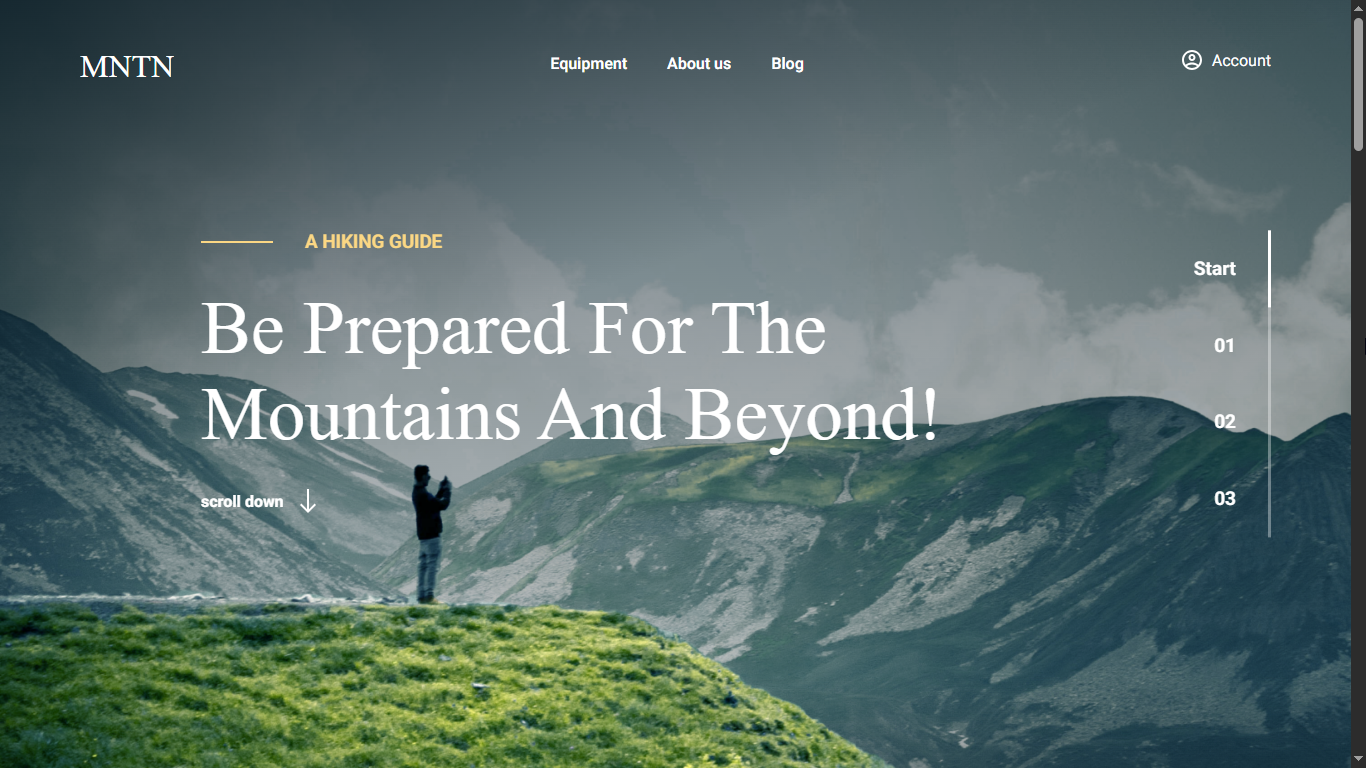 MNTN
Equipment
About us
Blog
Account
A HIKING GUIDE
Be Prepared For The
Mountains And Beyond!
scroll down
Start
01
02
03